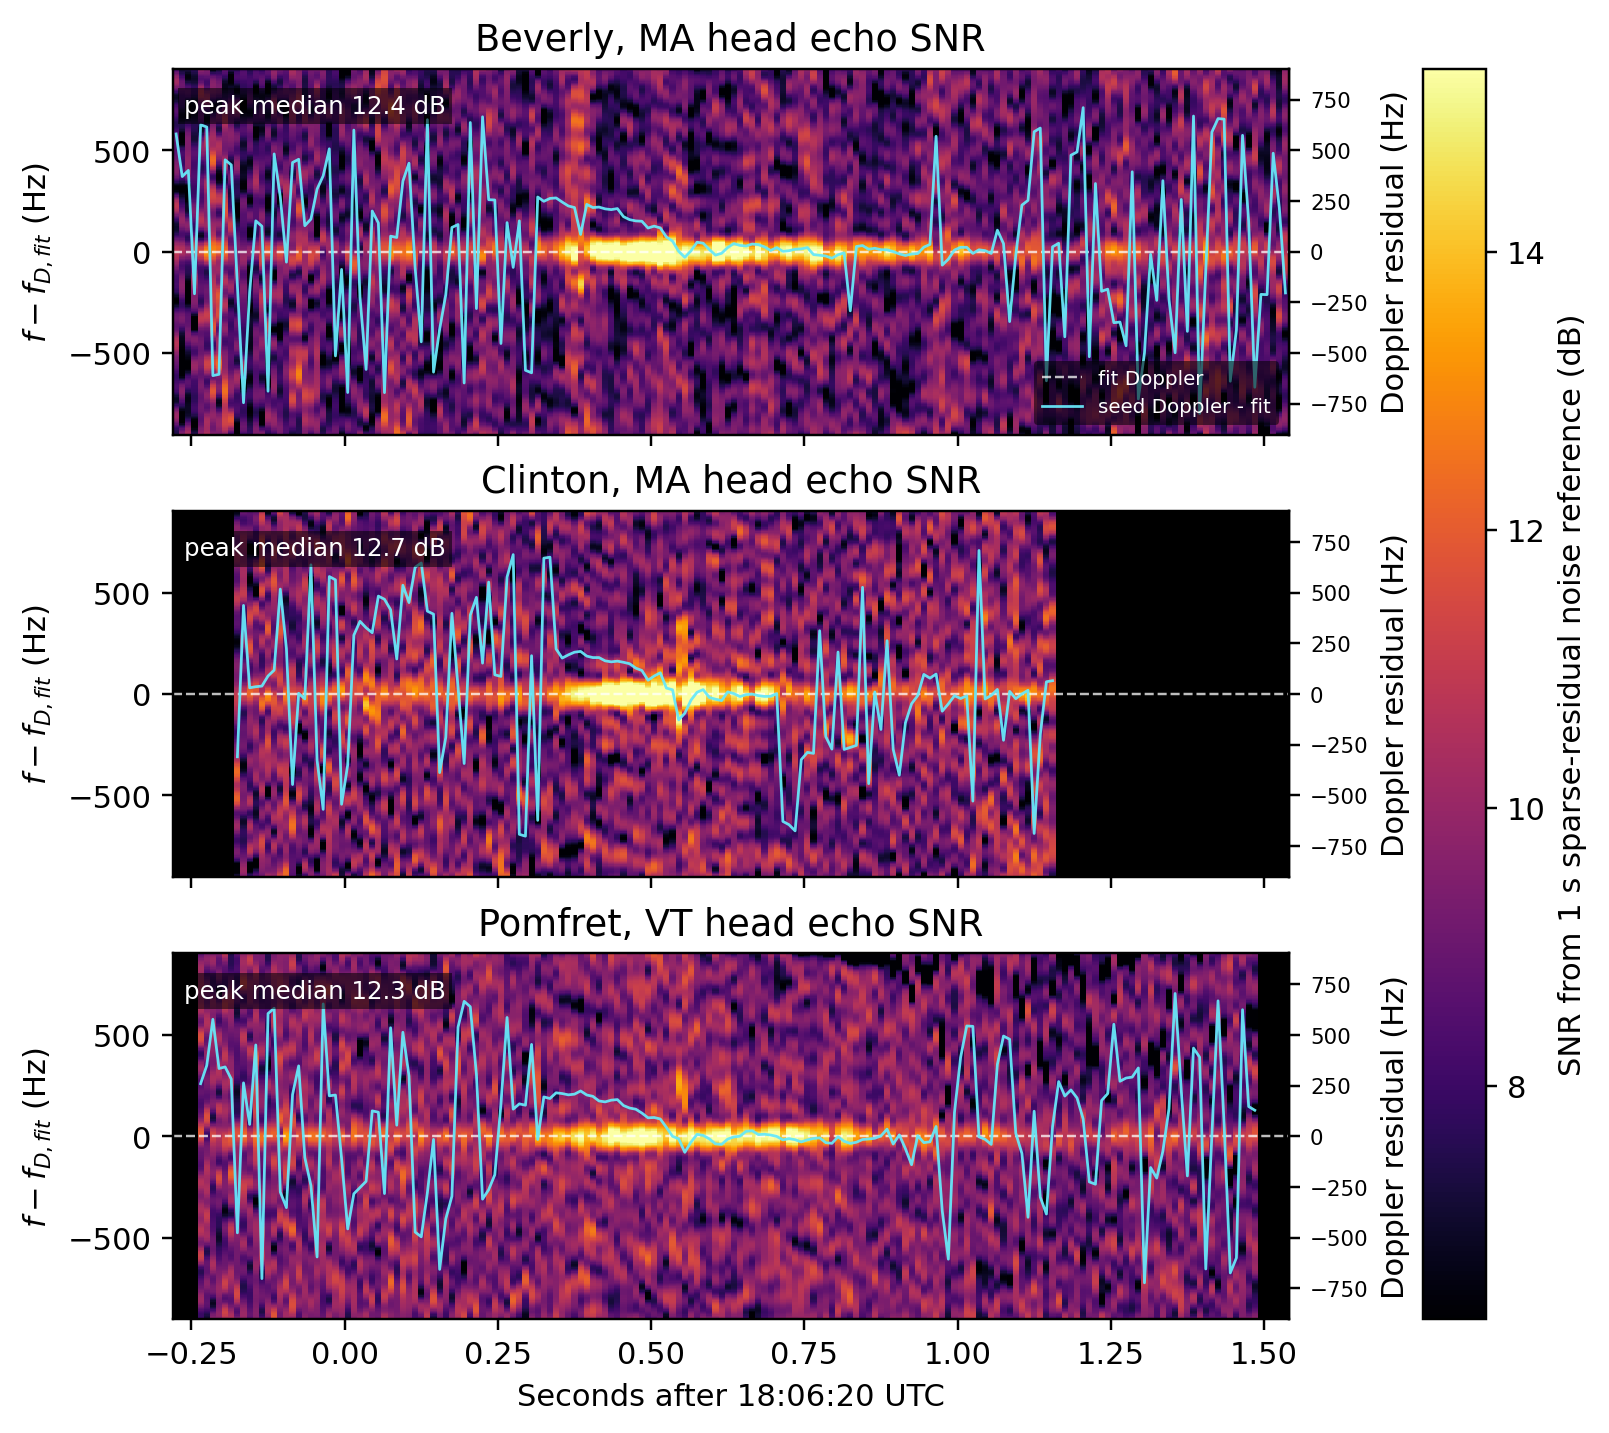 Beverly, MA head echo SNR
peak median 12.4 dB
f − f_D,fit (Hz)
500
0
−500
750
500
250
0
−250
−500
−750
Doppler residual (Hz)
fit Doppler
seed Doppler - fit
Clinton, MA head echo SNR
peak median 12.7 dB
f − f_D,fit (Hz)
500
0
−500
750
500
250
0
−250
−500
−750
Doppler residual (Hz)
Pomfret, VT head echo SNR
peak median 12.3 dB
f − f_D,fit (Hz)
500
0
−500
750
500
250
0
−250
−500
−750
Doppler residual (Hz)
−0.25 0.00 0.25 0.50 0.75 1.00 1.25 1.50
Seconds after 18:06:20 UTC
14
12
10
8
SNR from 1 s sparse-residual noise reference (dB)